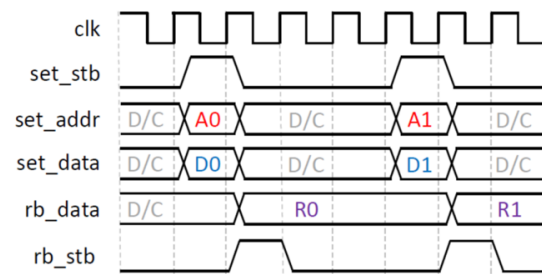 clk
set_stb
set_addr D/C A0 D/C A1 D/C
set_data D/C D0 D/C D1 D/C
rb_data D/C R0 R1
rb_stb